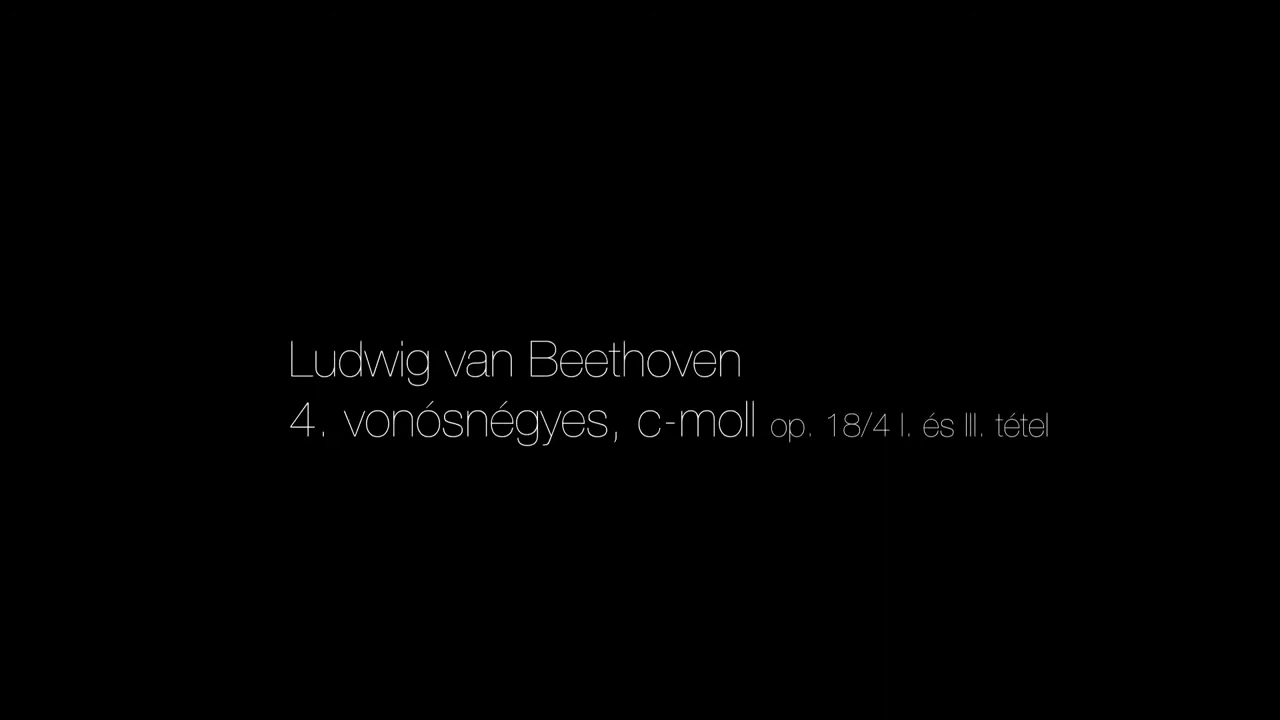 Ludwig van Beethoven
4. vonósnégyes, c-moll op. 18/4 I. és III. tétel